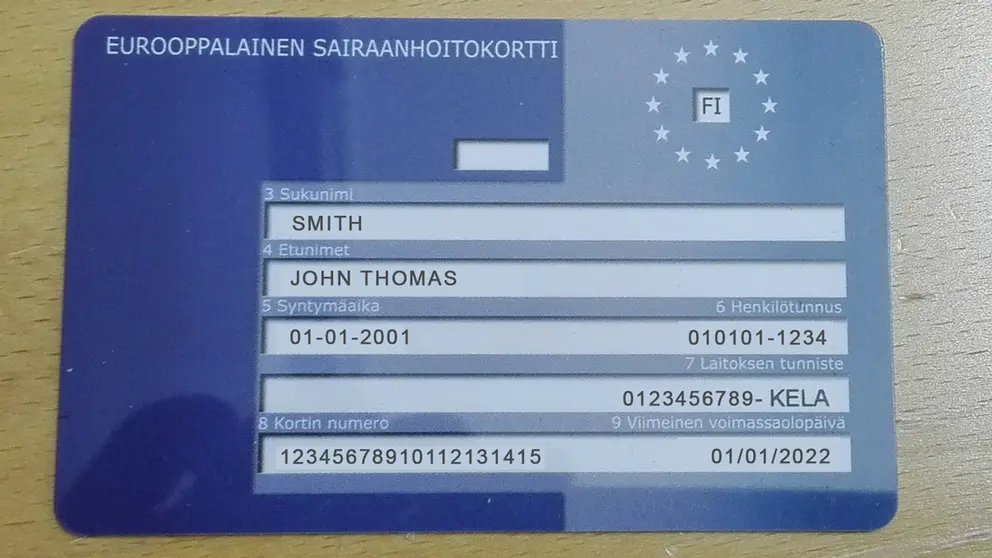 EUROOPPALAINEN SAIRAANHOITOKORTTI
FI
3 Sukunimi
SMITH
4 Etunimet
JOHN THOMAS
5 Syntymäaika 6 Henkilötunnus
01-01-2001 010101-1234
7 Laitoksen tunniste
0123456789- KELA
8 Kortin numero 9 Viimeinen voimassaolopäivä
12345678910112131415 01/01/2022